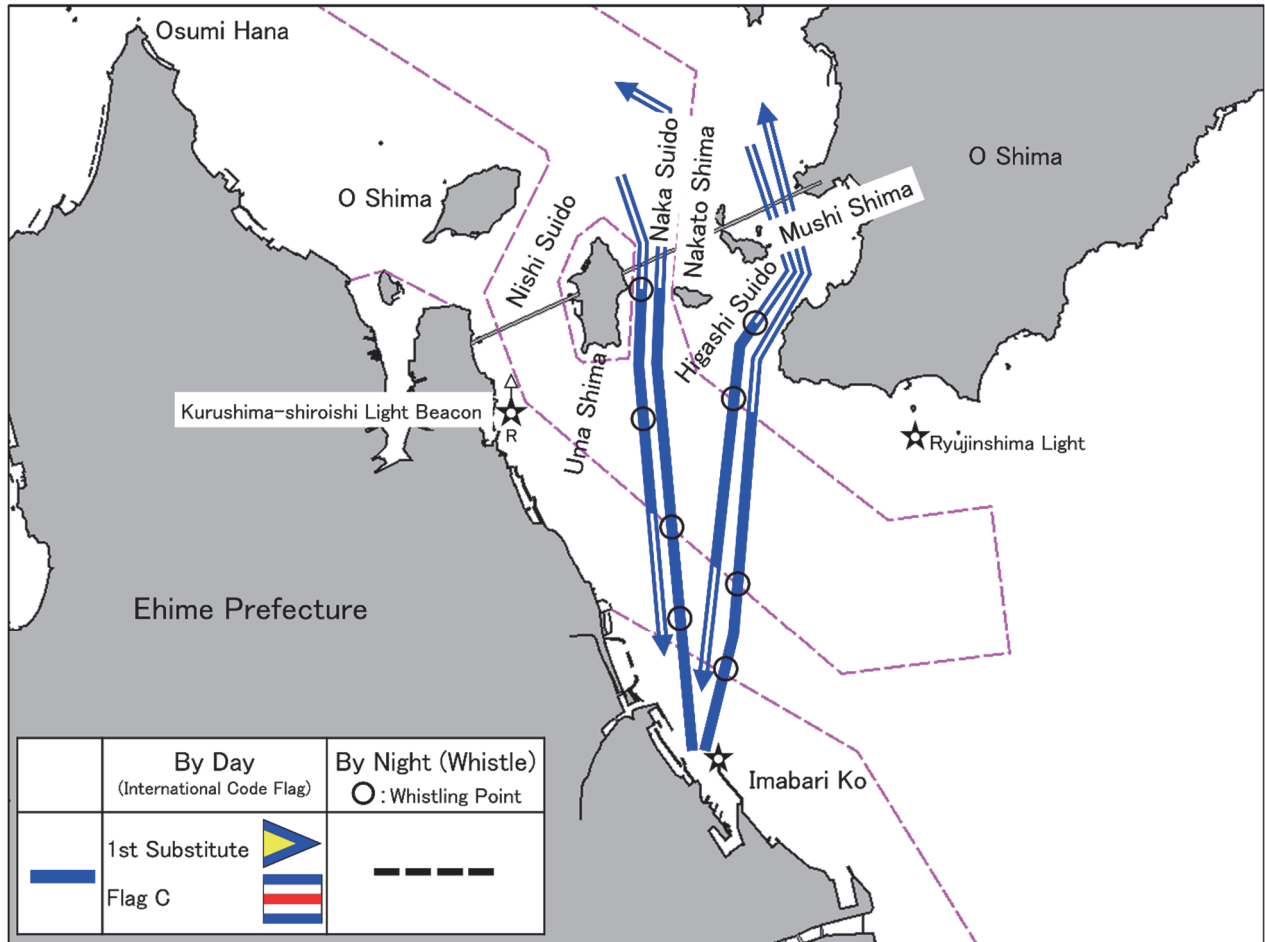 Osumi Hana
O Shima
O Shima
Naka Suido
Nakato Shima
Mushi Shima
Nishi Suido
Higashi Suido
Uma Shima
Kurushima-shiroishi Light Beacon
R
Ryujinshima Light
Ehime Prefecture
Imabari Ko
By Day
(International Code Flag)
By Night (Whistle)
: Whistling Point
1st Substitute
Flag C